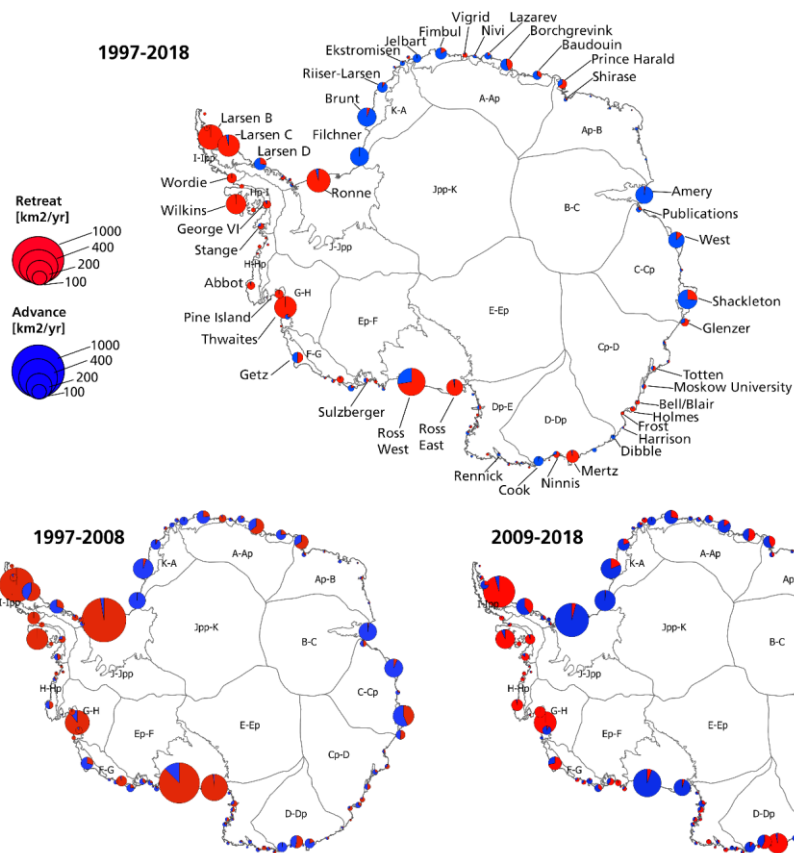 1997-2018
Vigrid
Lazarev
Nivi
Borchgrevink
Fimbul
Jelbart
Ekstromisen
Baudouin
Prince Harald
Shirase
Riiser-Larsen
Brunt
K-A
A-Ap
Ap-B
Larsen B
Larsen C
Larsen D
Filchner
I-Ipp
Wordie
Ronne
Jpp-K
B-C
Amery
Publications
Hp-I
Wilkins
George VI
Stange
J-Jpp
West
C-Cp
H-Hp
Abbot
G-H
Pine Island
Thwaites
Ep-F
E-Ep
Shackleton
Glenzer
Cp-D
F-G
Getz
Sulzberger
Ross
West
Ross
East
Dp-E
D-Dp
Totten
Moskow University
Bell/Blair
Holmes
Frost
Harrison
Dibble
Mertz
Ninnis
Cook
Rennick
Retreat
[km2/yr]
1000
400
200
100
Advance
[km2/yr]
1000
400
200
100
1997-2008
K-A
A-Ap
Ap-B
I-Ipp
Jpp-K
B-C
J-Jpp
H-Hp
G-H
C-Cp
Ep-F
E-Ep
Cp-D
F-G
D-Dp
2009-2018
K-A
A-Ap
Ap
I-Ipp
Jpp-K
B-C
J-Jpp
H-Hp
G-H
Ep-F
E-Ep
F-G
D-Dp